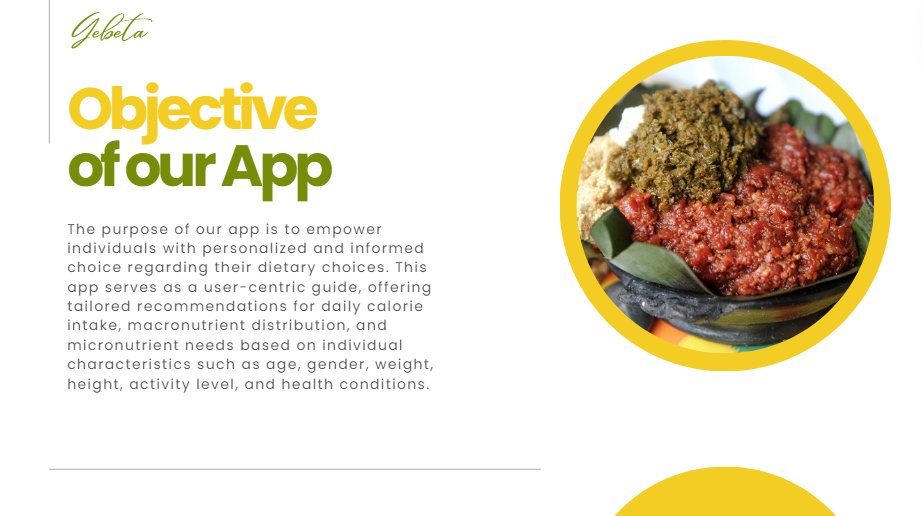 Gebeta
Objective
of our App
The purpose of our app is to empower
individuals with personalized and informed
choice regarding their dietary choices. This
app serves as a user-centric guide, offering
tailored recommendations for daily calorie
intake, macronutrient distribution, and
micronutrient needs based on individual
characteristics such as age, gender, weight,
height, activity level, and health conditions.